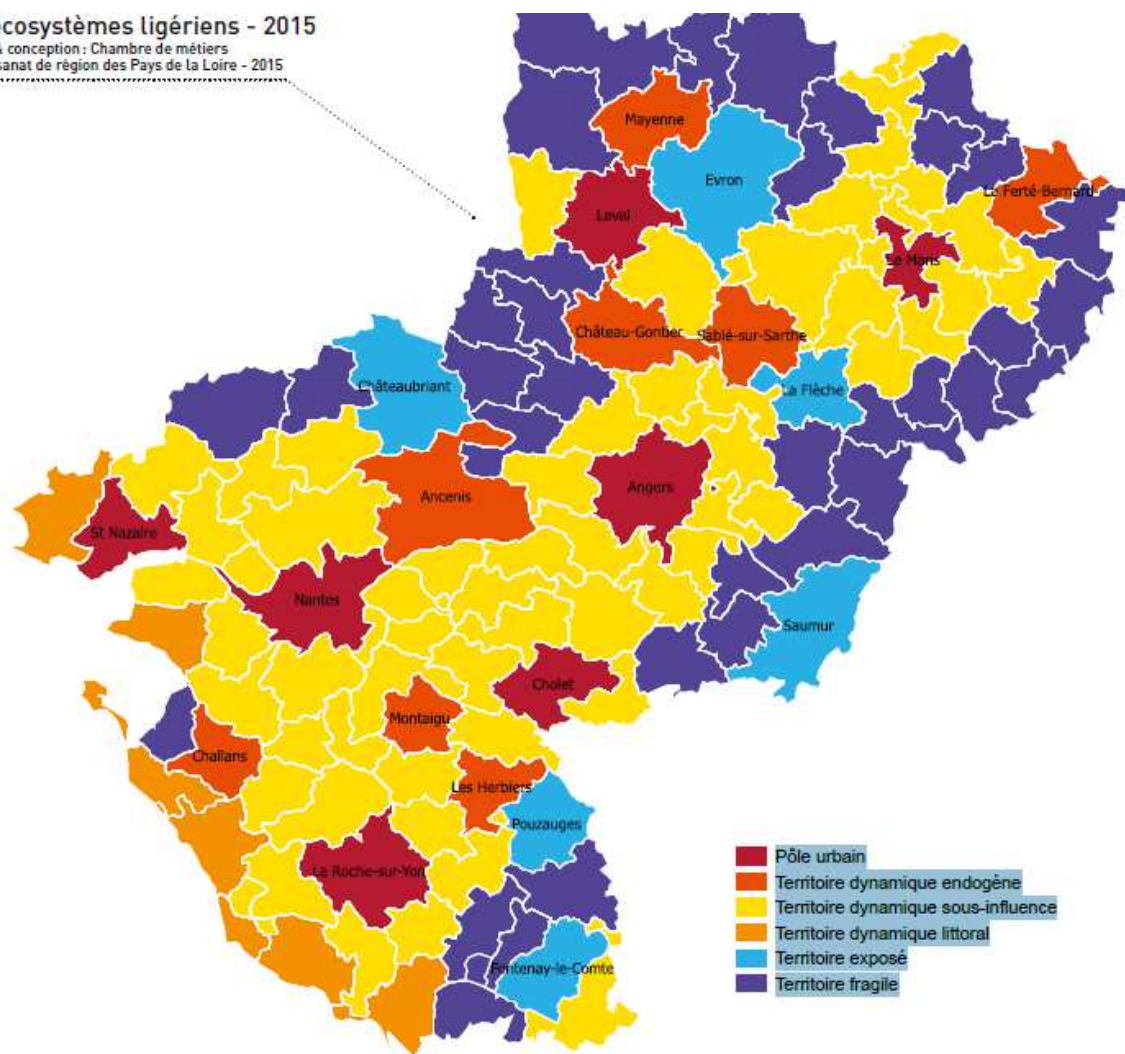 écosystèmes ligériens - 2015
& conception : Chambre de métiers
sanat de région des Pays de la Loire - 2015
Mayenne
Evron
La Ferté-Bernard
Laval
Le Mans
Château-Gontier
Sablé-sur-Sarthe
Châteaubriant
La Flèche
Ancenis
Angers
St Nazaire
Nantes
Saumur
Cholet
Montaigu
Challans
Les Herbiers
Pouzauges
La Roche-sur-Yon
Fontenay-le-Comte
Pôle urbain
Territoire dynamique endogène
Territoire dynamique sous-influence
Territoire dynamique littoral
Territoire exposé
Territoire fragile